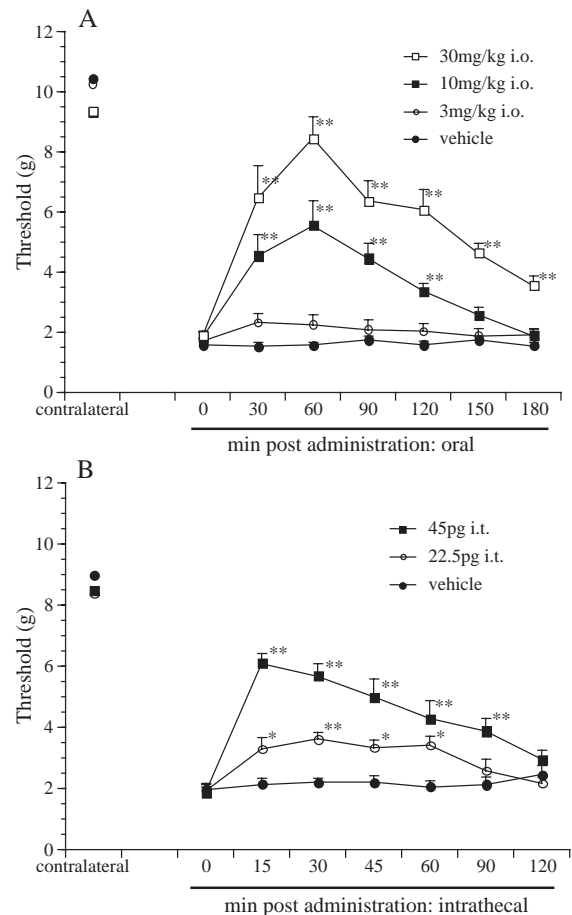 A
12
10
8
6
4
2
0
Threshold (g)
30mg/kg i.o.
10mg/kg i.o.
3mg/kg i.o.
vehicle
**
**
**
**
**
**
**
**
**
**
contralateral 0 30 60 90 120 150 180
min post administration: oral
B
12
10
8
6
4
2
0
Threshold (g)
45pg i.t.
22.5pg i.t.
vehicle
**
**
**
**
**
*
**
*
*
contralateral 0 15 30 45 60 90 120
min post administration: intrathecal